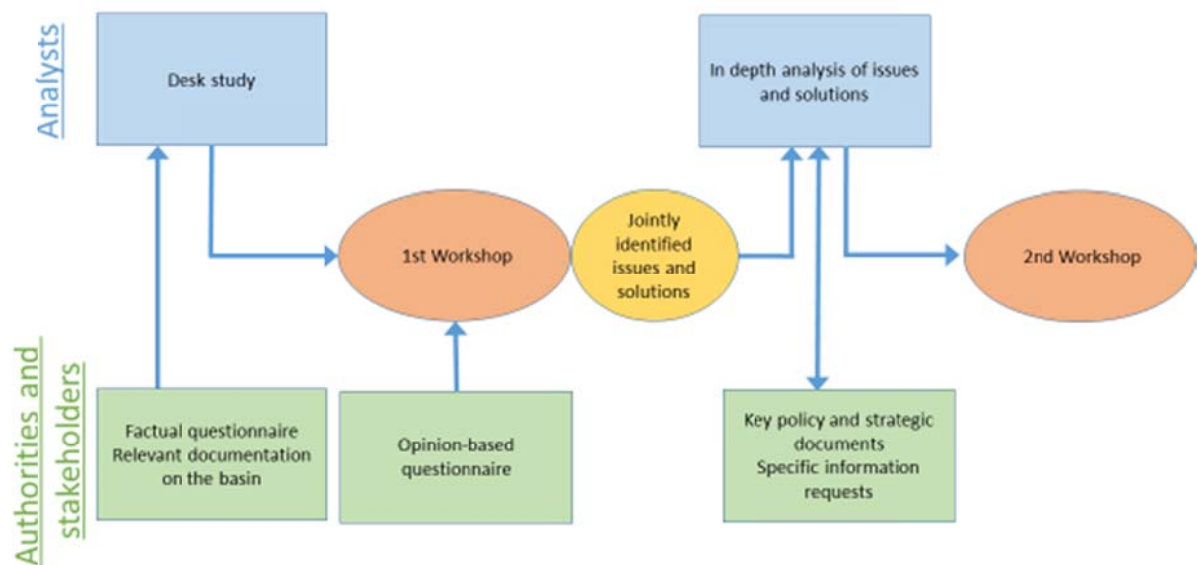 Analysts
Desk study
In depth analysis of issues
and solutions
1st Workshop
Jointly
identified
issues and
solutions
2nd Workshop
Authorities and
stakeholders
Factual questionnaire
Relevant documentation
on the basin
Opinion-based
questionnaire
Key policy and strategic
documents
Specific information
requests